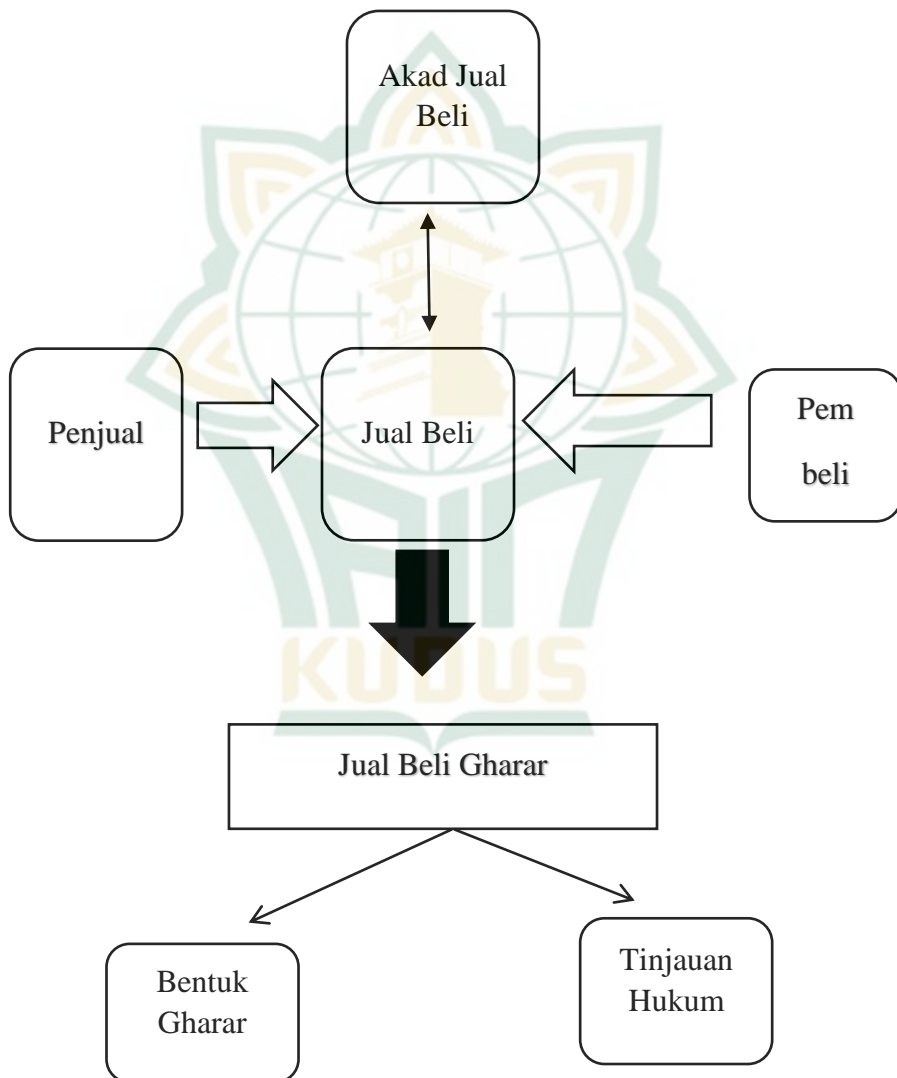 Akad Jual
Beli
Penjual
Jual Beli
Pem
beli
KUDUS
Jual Beli Gharar
Bentuk
Gharar
Tinjauan
Hukum